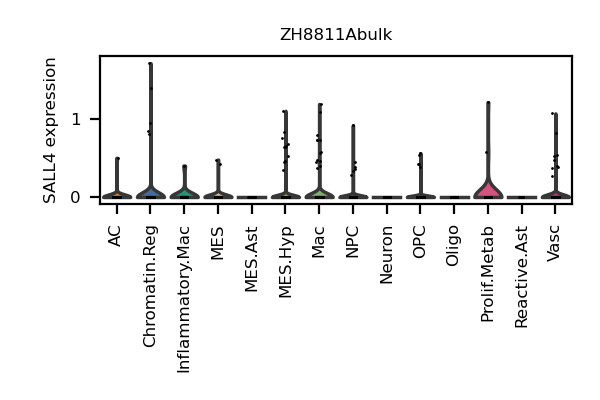 ZH8811Abulk
SALL4 expression
1
0
AC
Chromatin.Reg
Inflammatory.Mac
MES
MES.Ast
MES.Hyp
Mac
NPC
Neuron
OPC
Oligo
Prolif.Metab
Reactive.Ast
Vasc